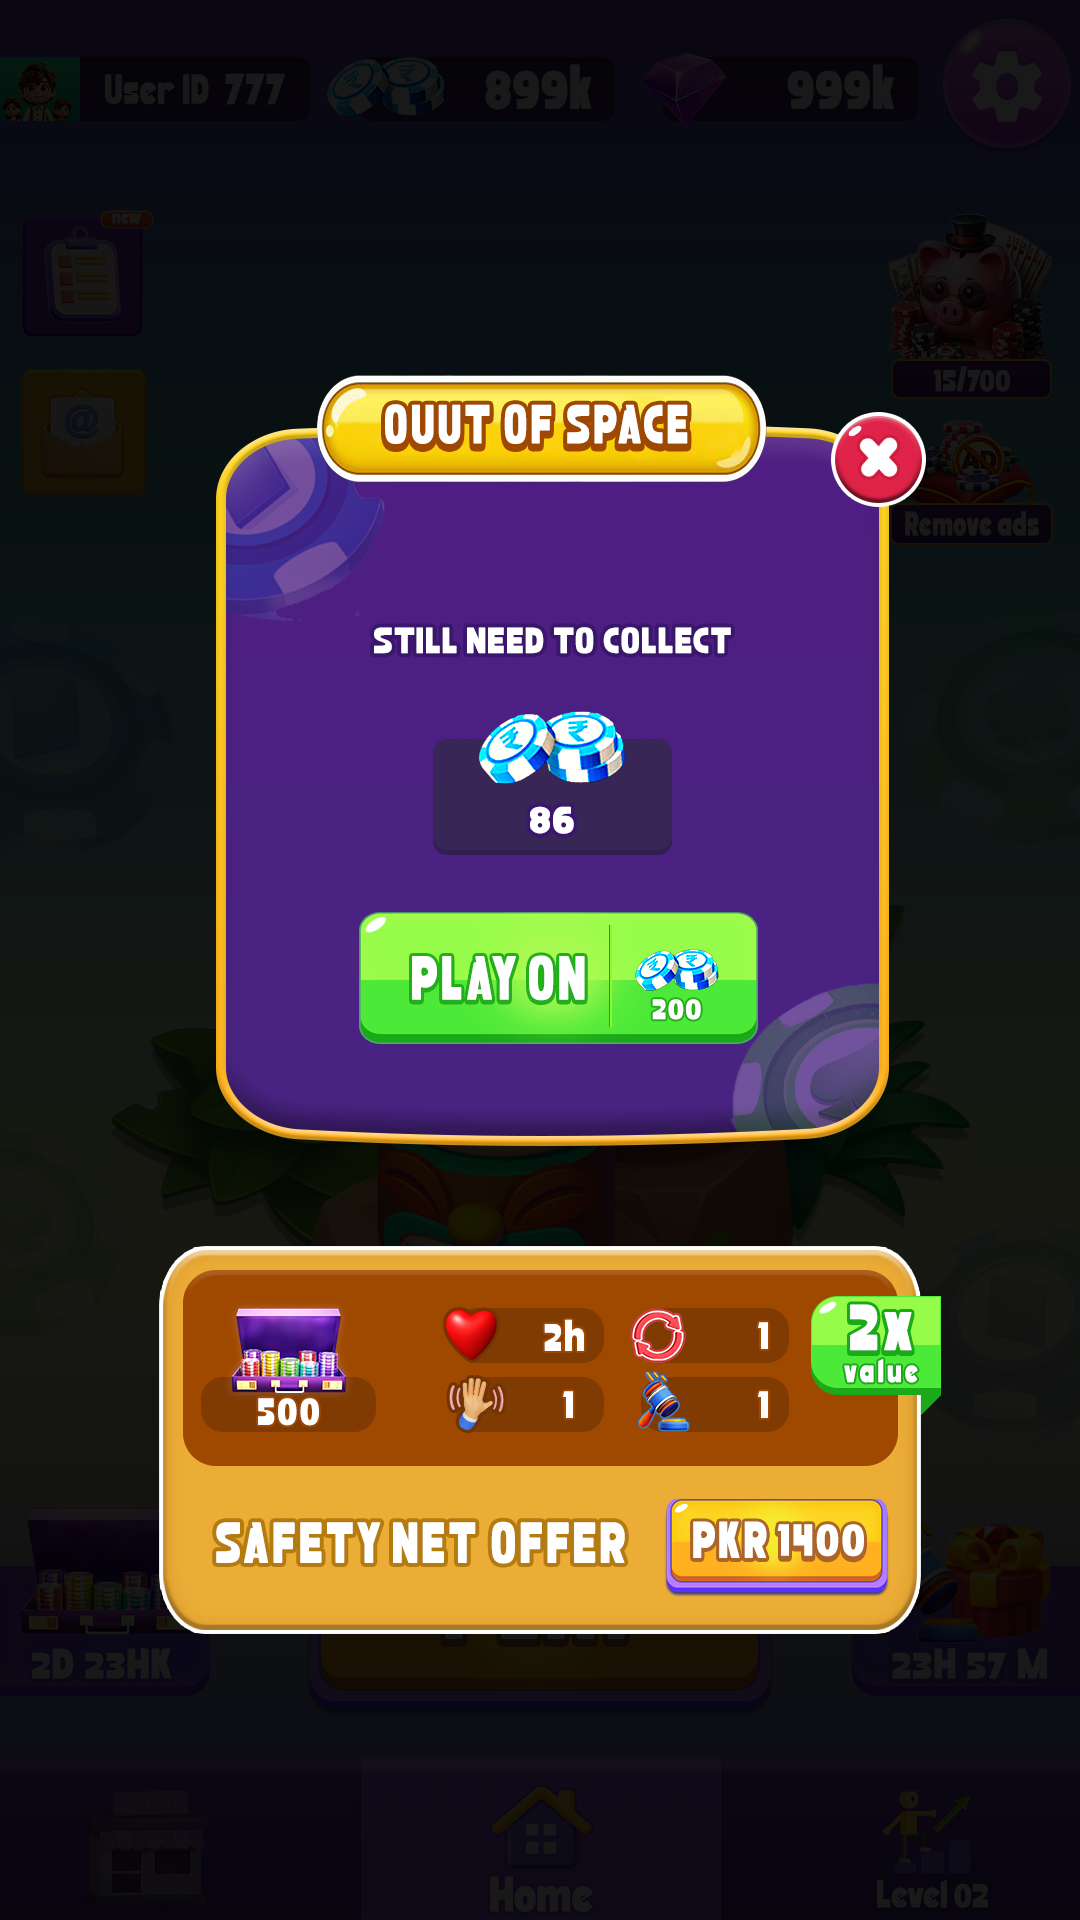 User ID 777
899k
999k
new
@
15/700
AD
Remove ads
OUUT OF SPACE
STILL NEED TO COLLECT
₹ ₹
86
PLAY ON
₹ ₹
200
2h
1
2x
value
500
1
1
SAFETY NET OFFER
PKR 1400
2D 23HK
23H 57 M
STORE
Home
Level 02